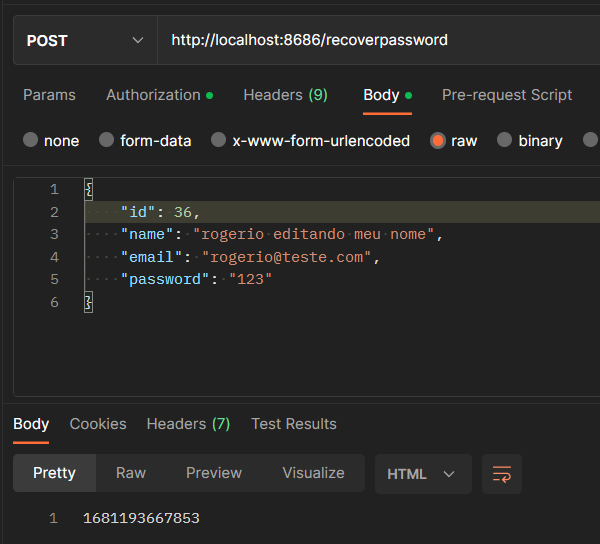 POST http://localhost:8686/recoverpassword
Params Authorization Headers (9) Body Pre-request Script
none form-data x-www-form-urlencoded raw binary
1 {
2 "id": 36,
3 "name": "rogerio editando meu nome",
4 "email": "rogerio@teste.com",
5 "password": "123"
6 }
Body Cookies Headers (7) Test Results
Pretty Raw Preview Visualize HTML
1 1681193667853